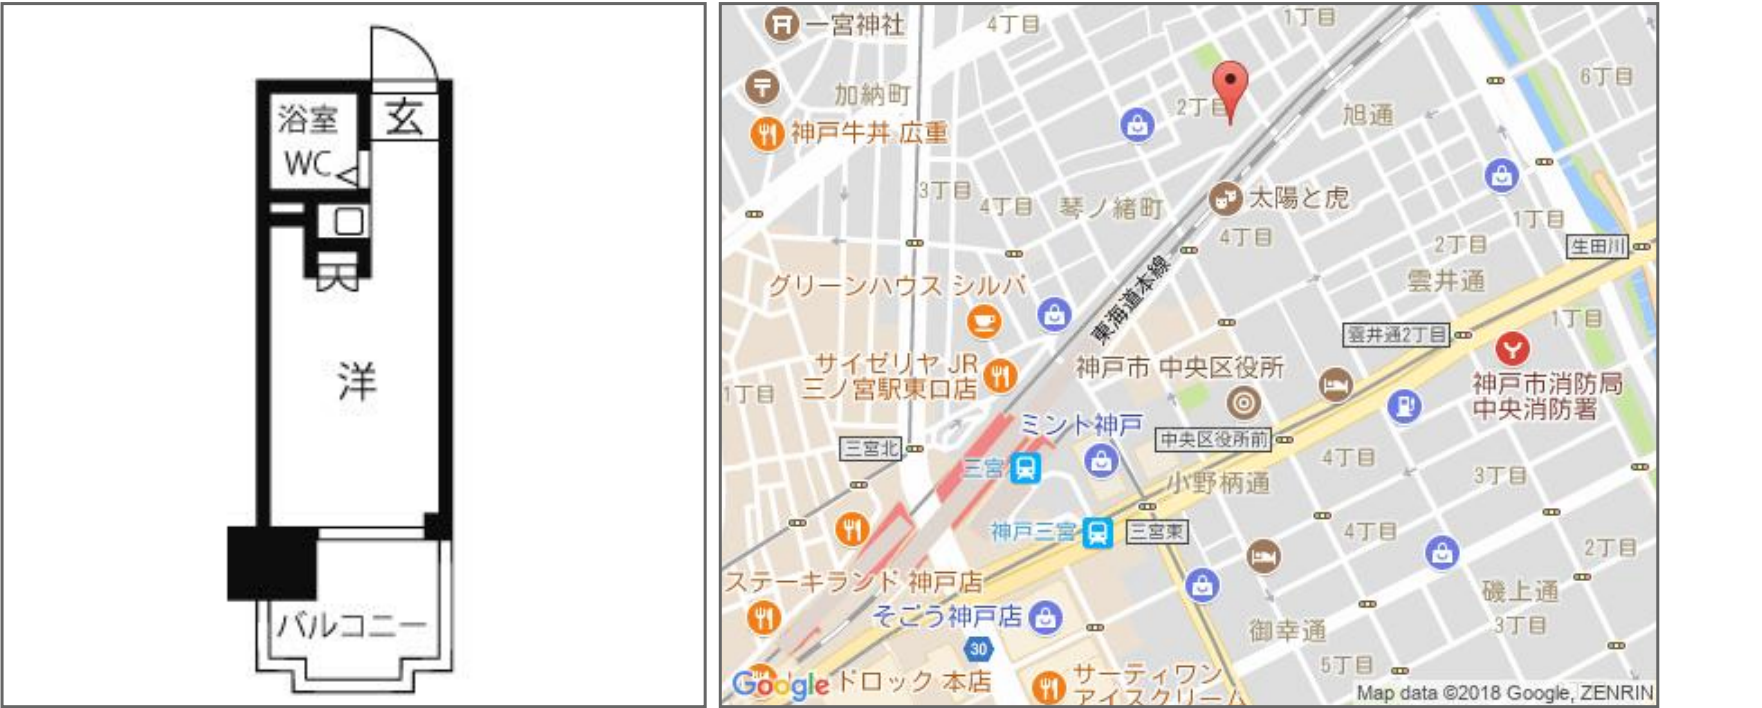 浴室
WC
玄
洋
バルコニー
一宮神社
4丁目
1丁目
加納町
2丁目
6丁目
旭通
神戸牛丼 広重
3丁目
4丁目
琴ノ緒町
太陽と虎
4丁目
1丁目
2丁目
生田川
雲井通
グリーンハウス シルバ
東海道本線
雲井通2丁目
1丁目
サイゼリヤ JR
三ノ宮駅東口店
神戸市 中央区役所
神戸市消防局
中央消防署
1丁目
ミント神戸
中央区役所前
三宮北
三宮
小野柄通
4丁目
3丁目
神戸三宮
三宮東
4丁目
2丁目
ステーキランド 神戸店
磯上通
3丁目
そごう神戸店
御幸通
30
5丁目
ドロック 本店
サーティワン
アイスクリーム
Google
Map data ©2018 Google, ZENRIN